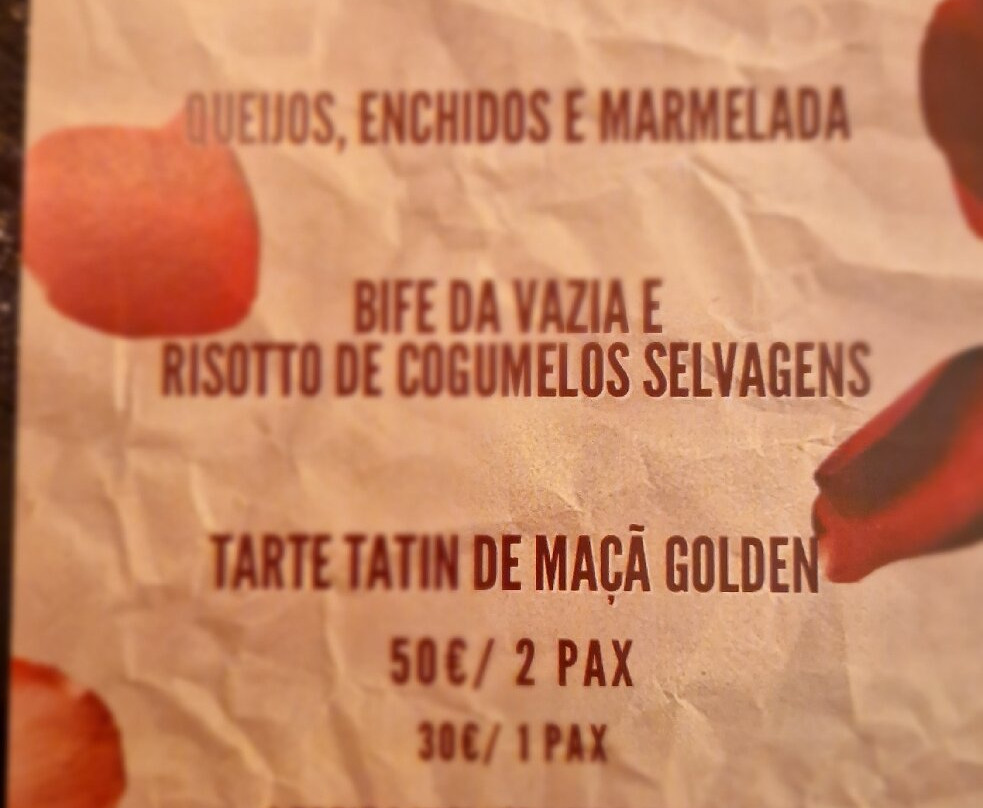 QUEIJOS, ENCHIDOS E MARMELADA
BIFE DA VAZIA E
RISOTTO DE COGUMELOS SELVAGENS
TARTE TATIN DE MAÇÃ GOLDEN
50€/ 2 PAX
30€/ 1 PAX